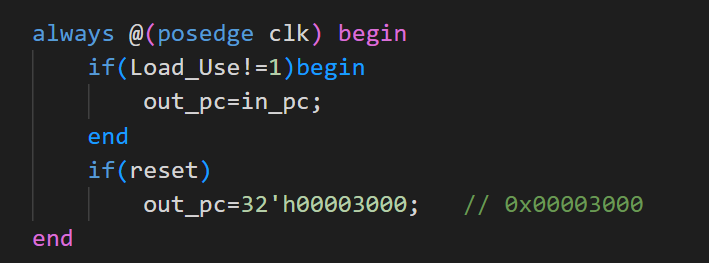 always @(posedge clk) begin
if(Load_Use!=1)begin
out_pc=in_pc;
end
if(reset)
out_pc=32'h00003000; // 0x00003000
end